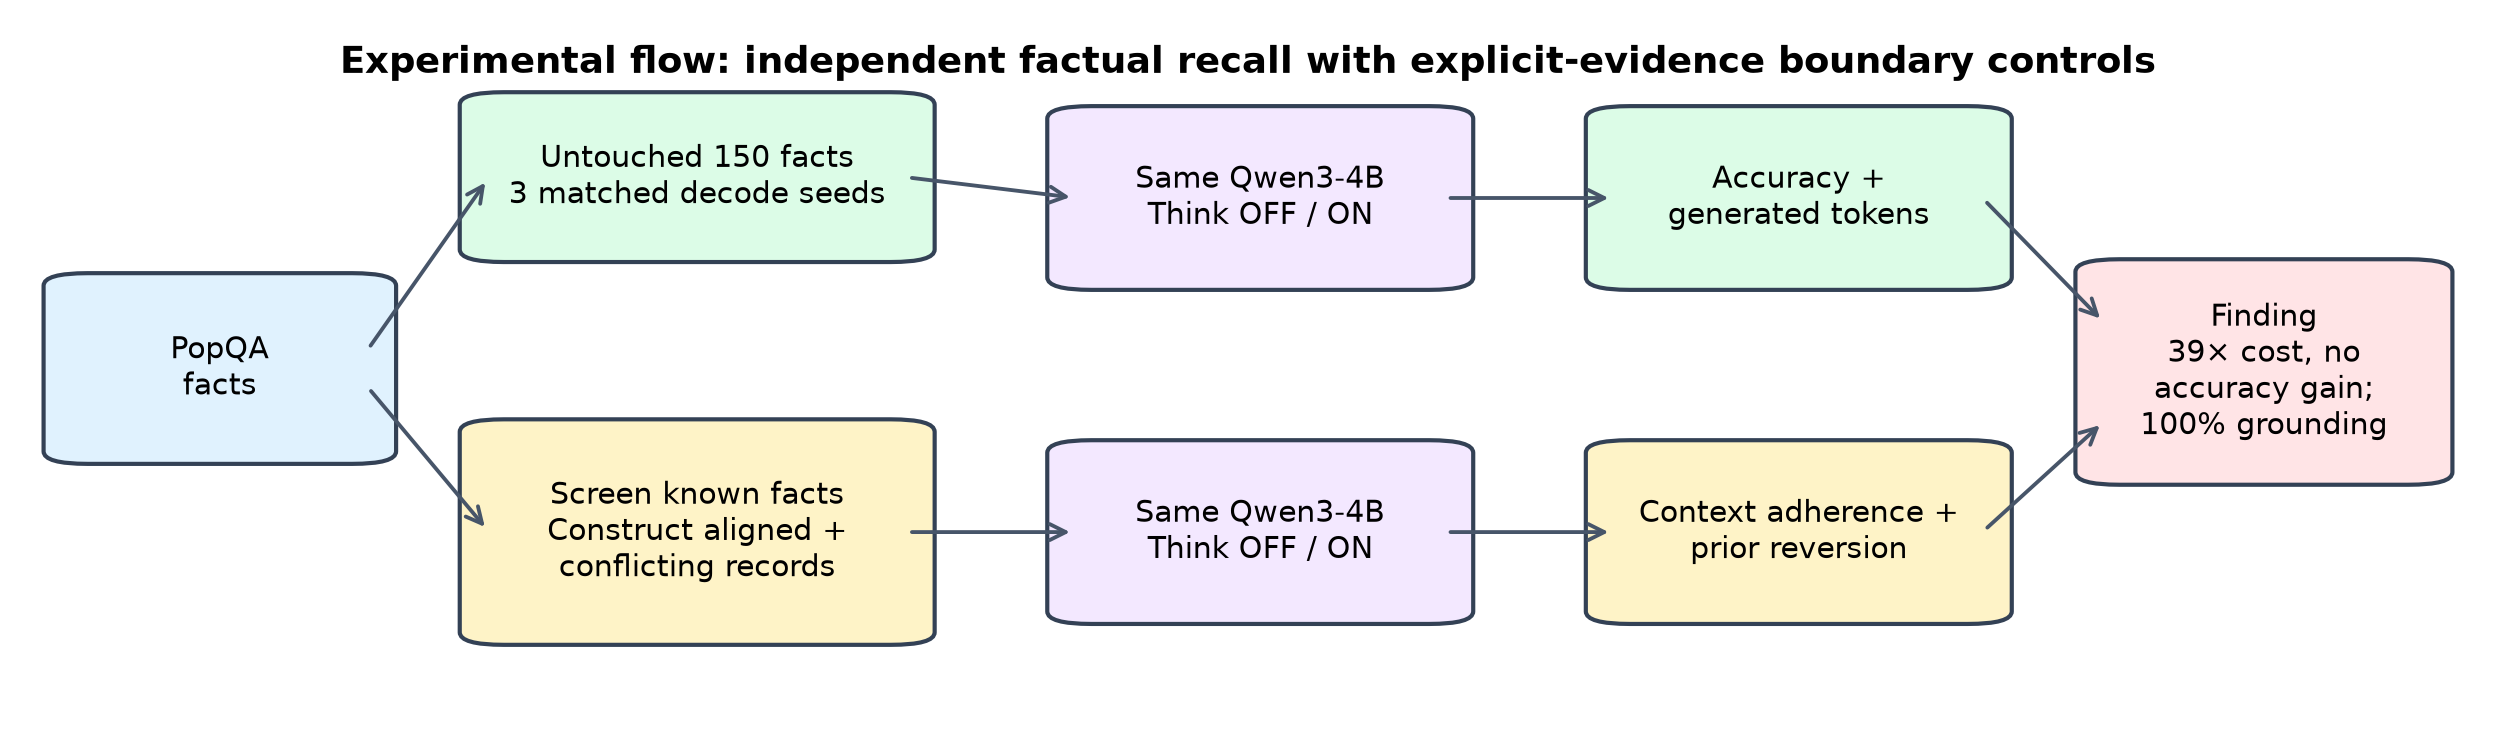 Experimental flow: independent factual recall with explicit-evidence boundary controls
PopQA
facts
Untouched 150 facts
3 matched decode seeds
Same Qwen3-4B
Think OFF / ON
Accuracy +
generated tokens
Screen known facts
Construct aligned +
conflicting records
Same Qwen3-4B
Think OFF / ON
Context adherence +
prior reversion
Finding
39× cost, no
accuracy gain;
100% grounding